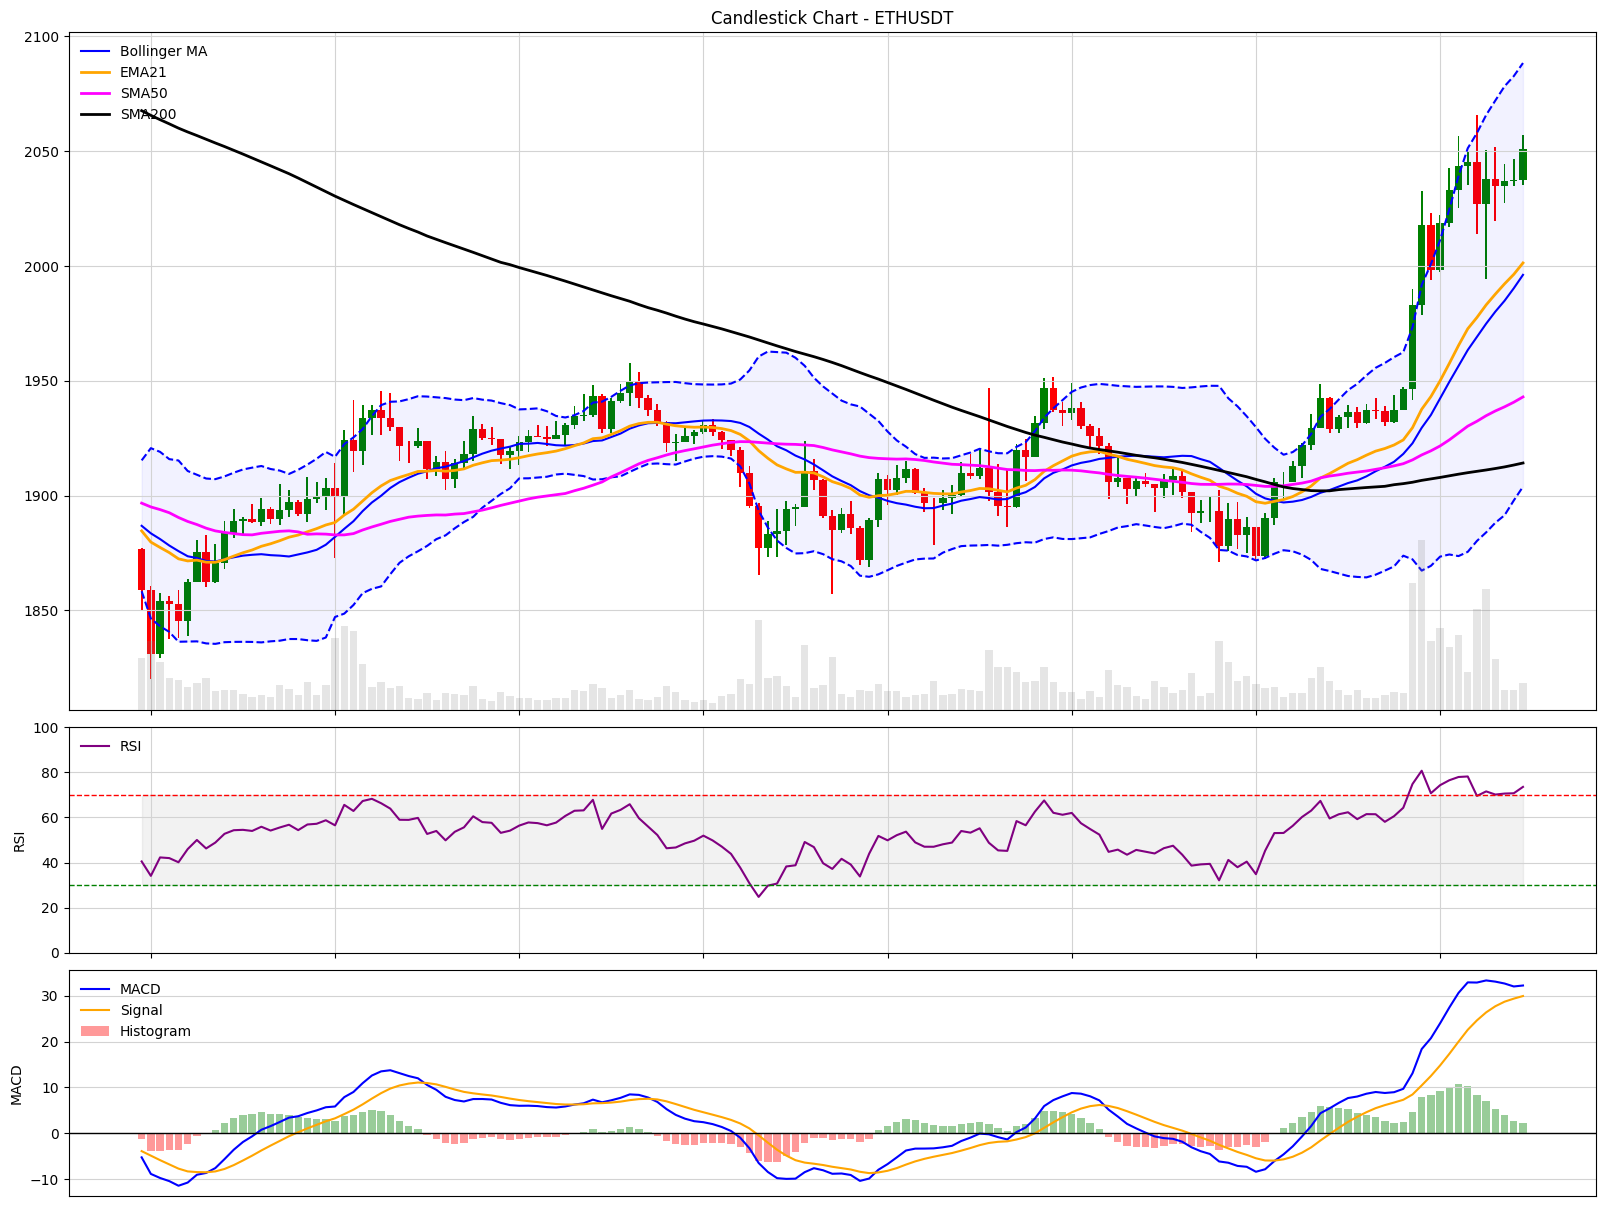 Candlestick Chart - ETHUSDT
2100
2050
2000
1950
1900
1850
Bollinger MA
EMA21
SMA50
SMA200
100
80
60
40
20
0
RSI
RSI
30
20
10
0
−10
MACD
MACD
Signal
Histogram